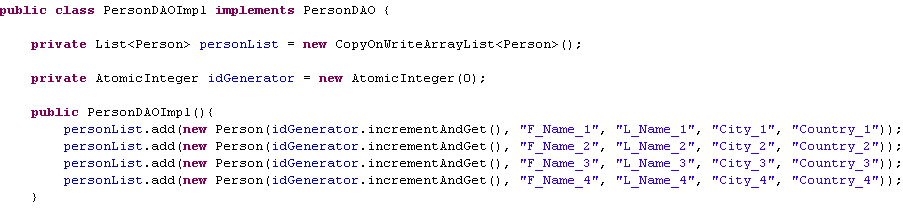 public class PersonDAOImpl implements PersonDAO {
private List<Person> personList = new CopyOnWriteArrayList<Person>();
private AtomicInteger idGenerator = new AtomicInteger(0);
public PersonDAOImpl(){
personList.add(new Person(idGenerator.incrementAndGet(), "F_Name_1", "L_Name_1", "City_1", "Country_1"));
personList.add(new Person(idGenerator.incrementAndGet(), "F_Name_2", "L_Name_2", "City_2", "Country_2"));
personList.add(new Person(idGenerator.incrementAndGet(), "F_Name_3", "L_Name_3", "City_3", "Country_3"));
personList.add(new Person(idGenerator.incrementAndGet(), "F_Name_4", "L_Name_4", "City_4", "Country_4"));
}